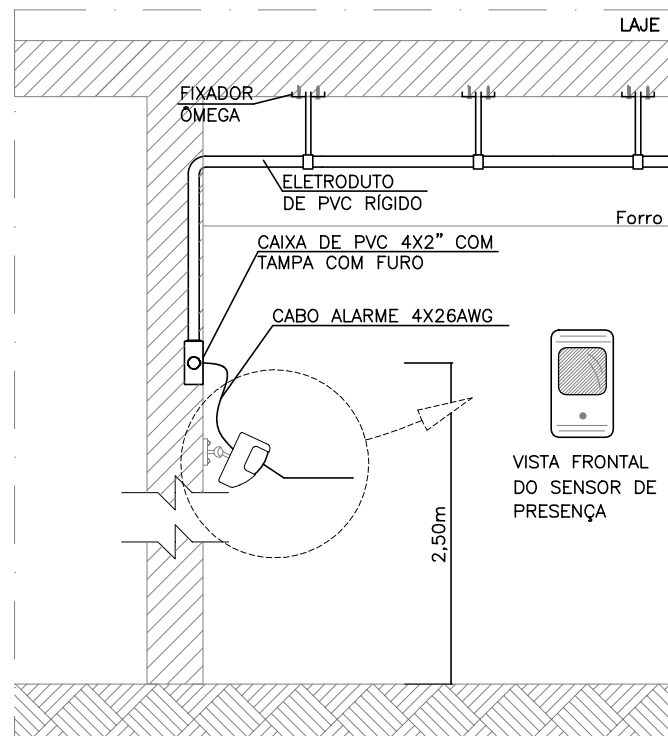 LAJE
FIXADOR
ÔMEGA
ELETRODUTO
DE PVC RÍGIDO
Forro
CAIXA DE PVC 4X2" COM
TAMPA COM FURO
CABO ALARME 4X26AWG
VISTA FRONTAL
DO SENSOR DE
PRESENÇA
2,50m